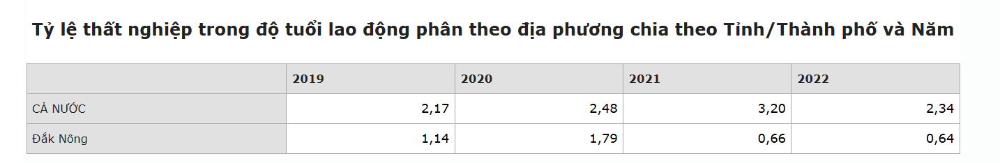 Tỷ lệ thất nghiệp trong độ tuổi lao động phân theo địa phương chia theo Tỉnh/Thành phố và Năm
2019 2020 2021 2022
CẢ NƯỚC 2,17 2,48 3,20 2,34
Đắk Nông 1,14 1,79 0,66 0,64